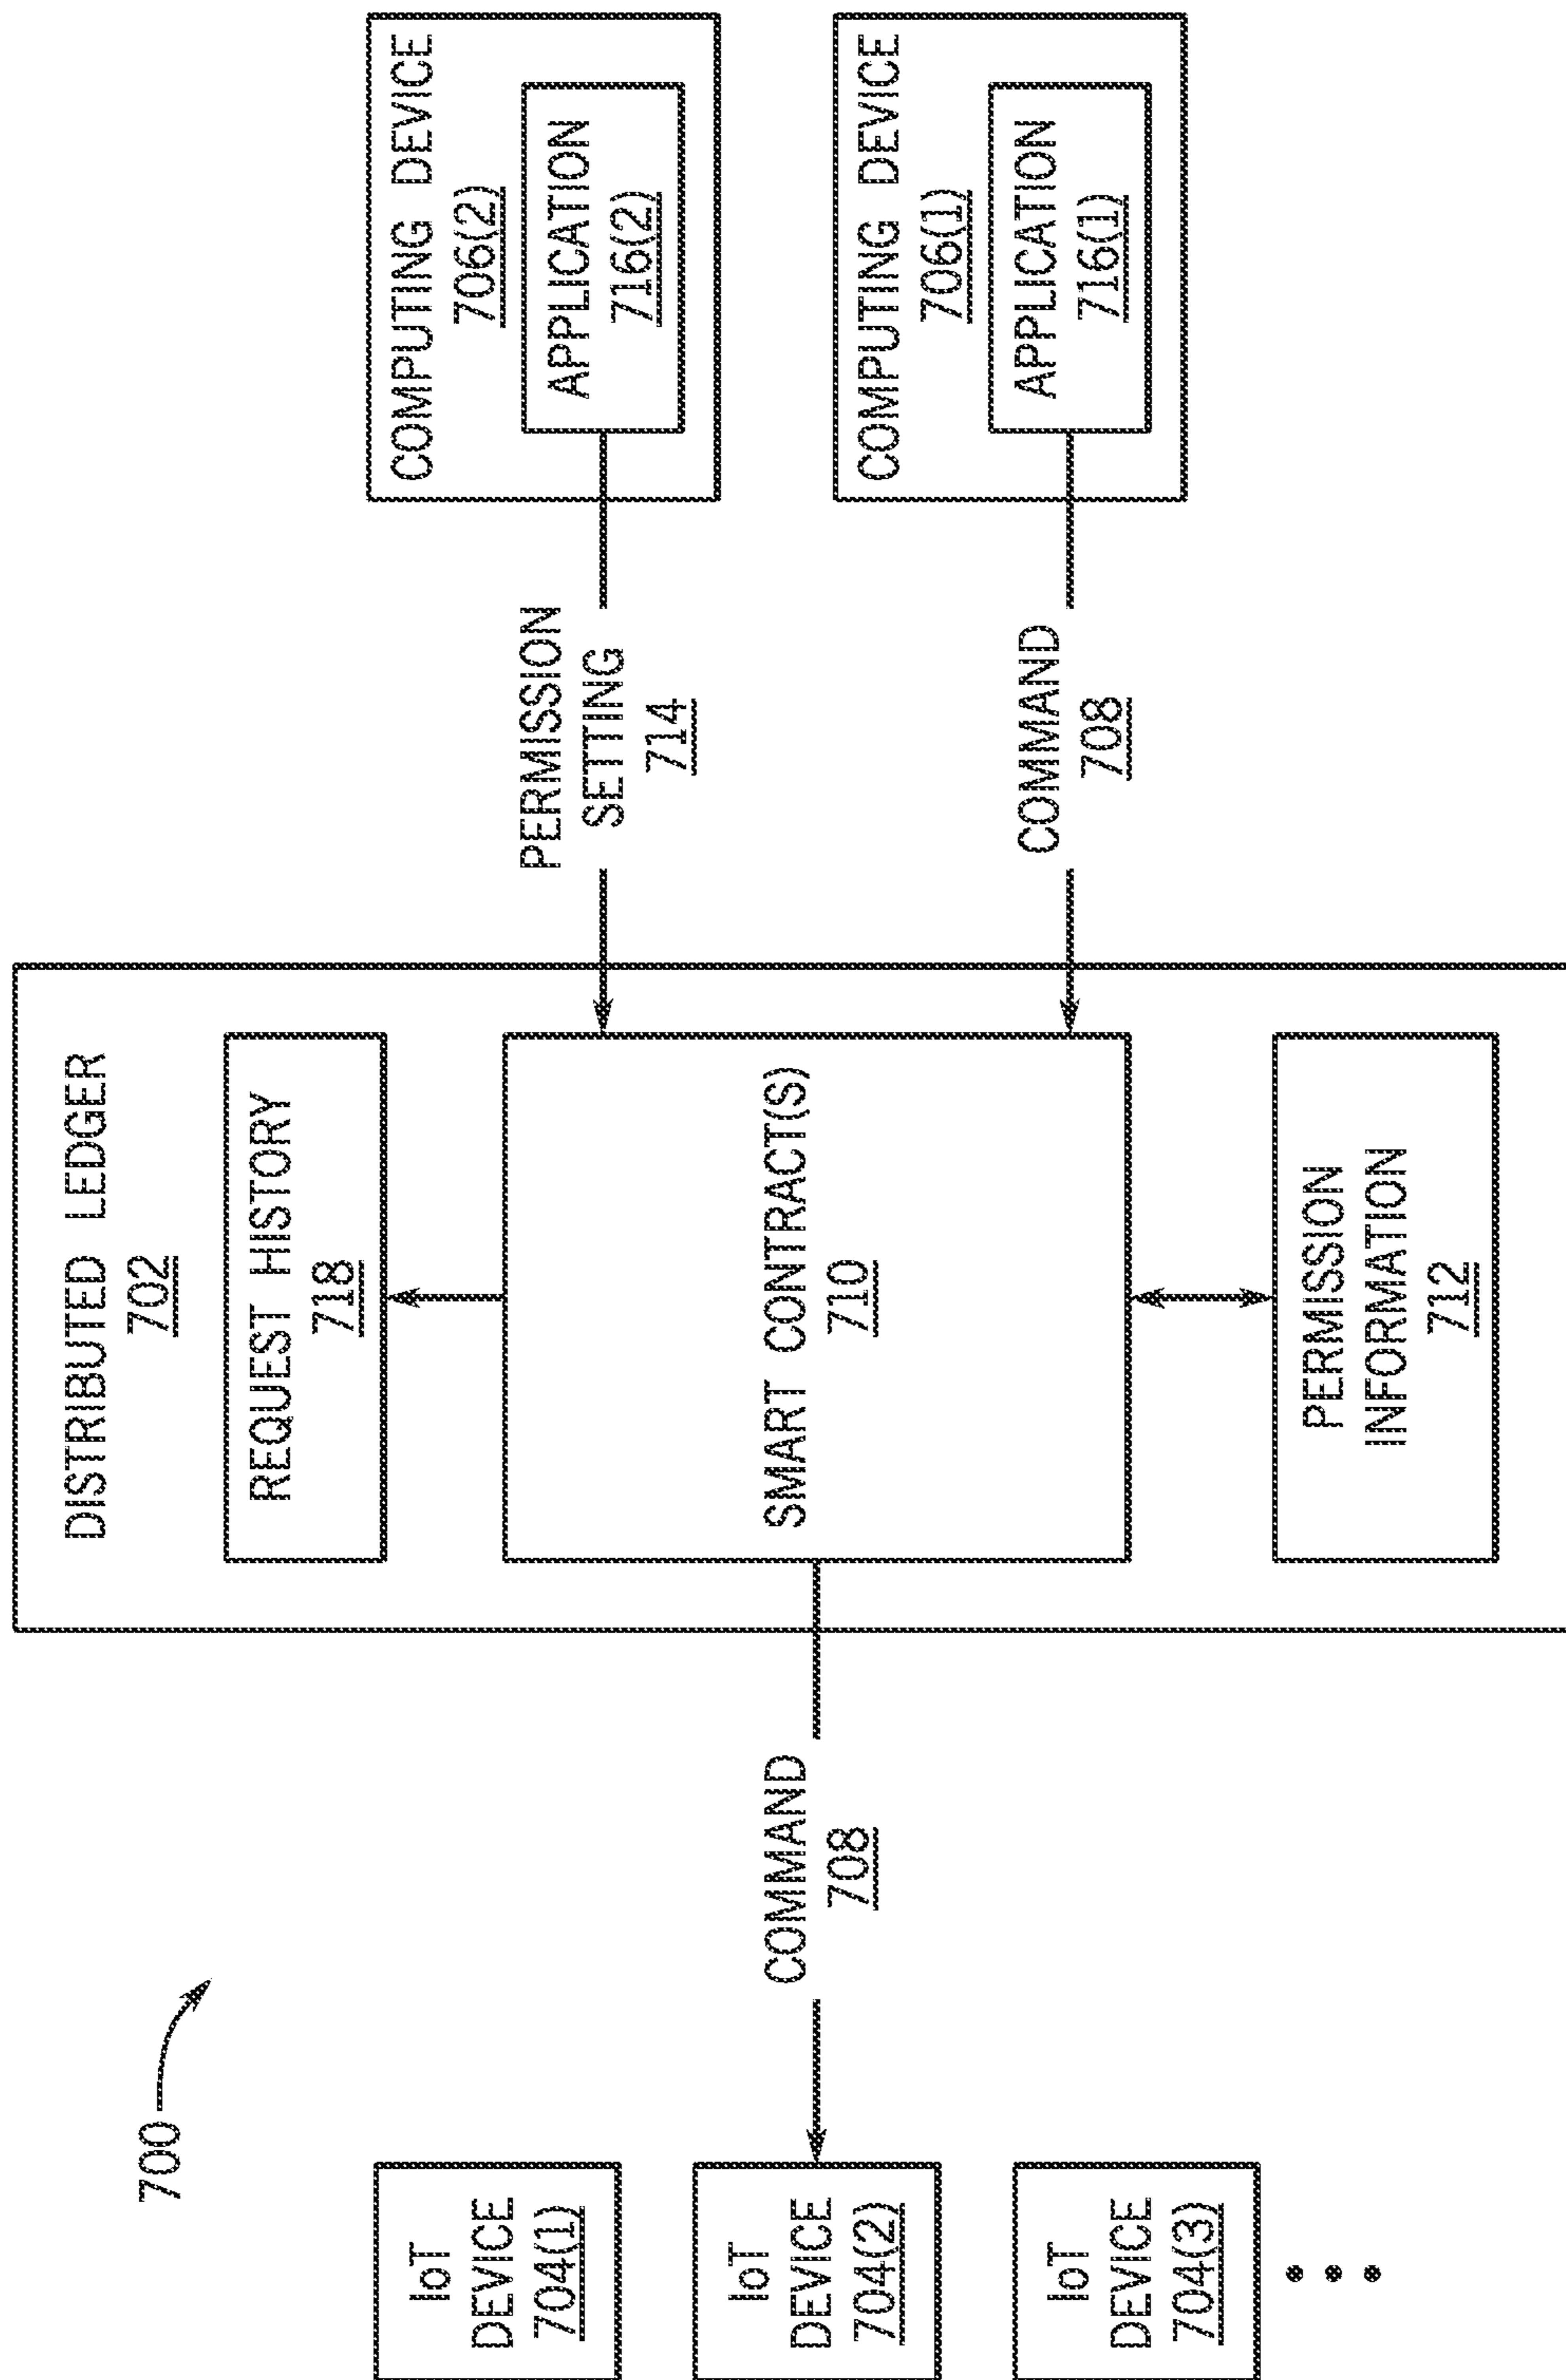 700
IoT
DEVICE
704(1)
IoT
DEVICE
704(2)
IoT
DEVICE
704(3)
COMMAND
708
DISTRIBUTED LEDGER
702
REQUEST HISTORY
718
SMART CONTRACT(S)
710
PERMISSION
INFORMATION
712
PERMISSION
SETTING
714
COMMAND
708
COMPUTING DEVICE
706(2)
APPLICATION
716(2)
COMPUTING DEVICE
706(1)
APPLICATION
716(1)